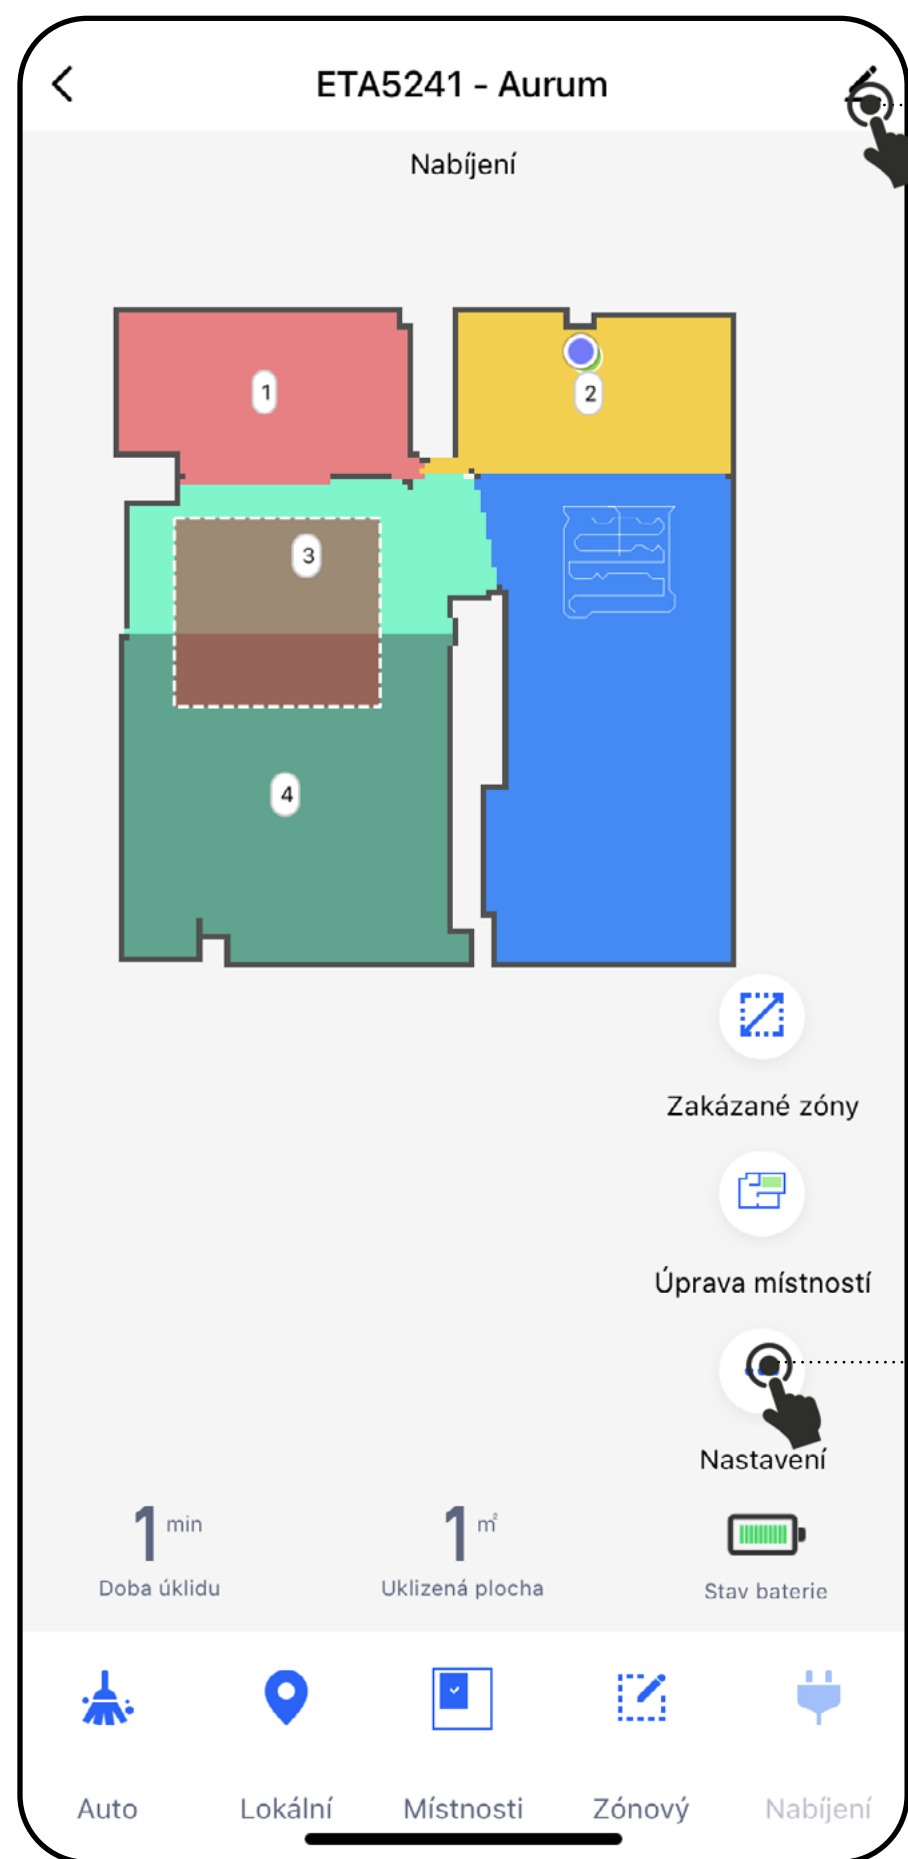 ETA5241 - Aurum
Nabíjení
1
2
3
4
Zakázané zóny
Úprava místností
Nastavení
1 min
1 m²
Doba úklidu
Uklizená plocha
Stav baterie
Auto
Lokální
Místnosti
Zónový
Nabíjení